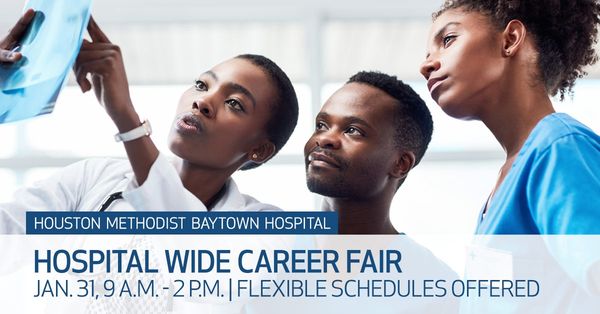 HOUSTON METHODIST BAYTOWN HOSPITAL
HOSPITAL WIDE CAREER FAIR
JAN. 31, 9 A.M. - 2 P.M. | FLEXIBLE SCHEDULES OFFERED